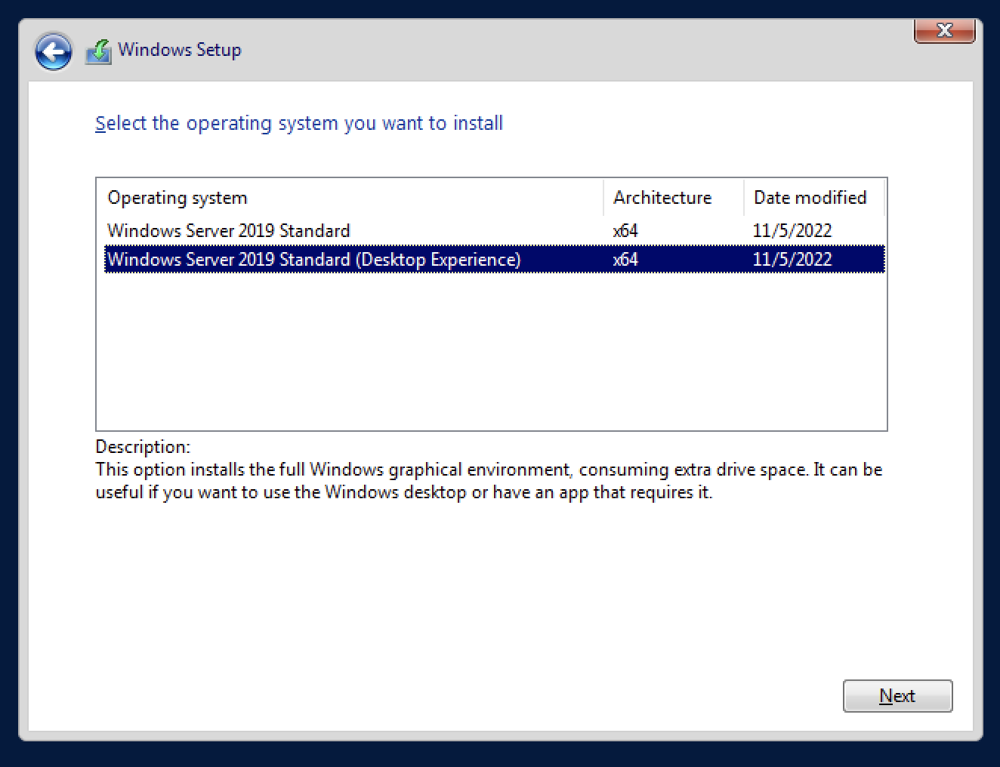 Windows Setup
Select the operating system you want to install
Operating system Architecture Date modified
Windows Server 2019 Standard x64 11/5/2022
Windows Server 2019 Standard (Desktop Experience) x64 11/5/2022
Description:
This option installs the full Windows graphical environment, consuming extra drive space. It can be
useful if you want to use the Windows desktop or have an app that requires it.
Next